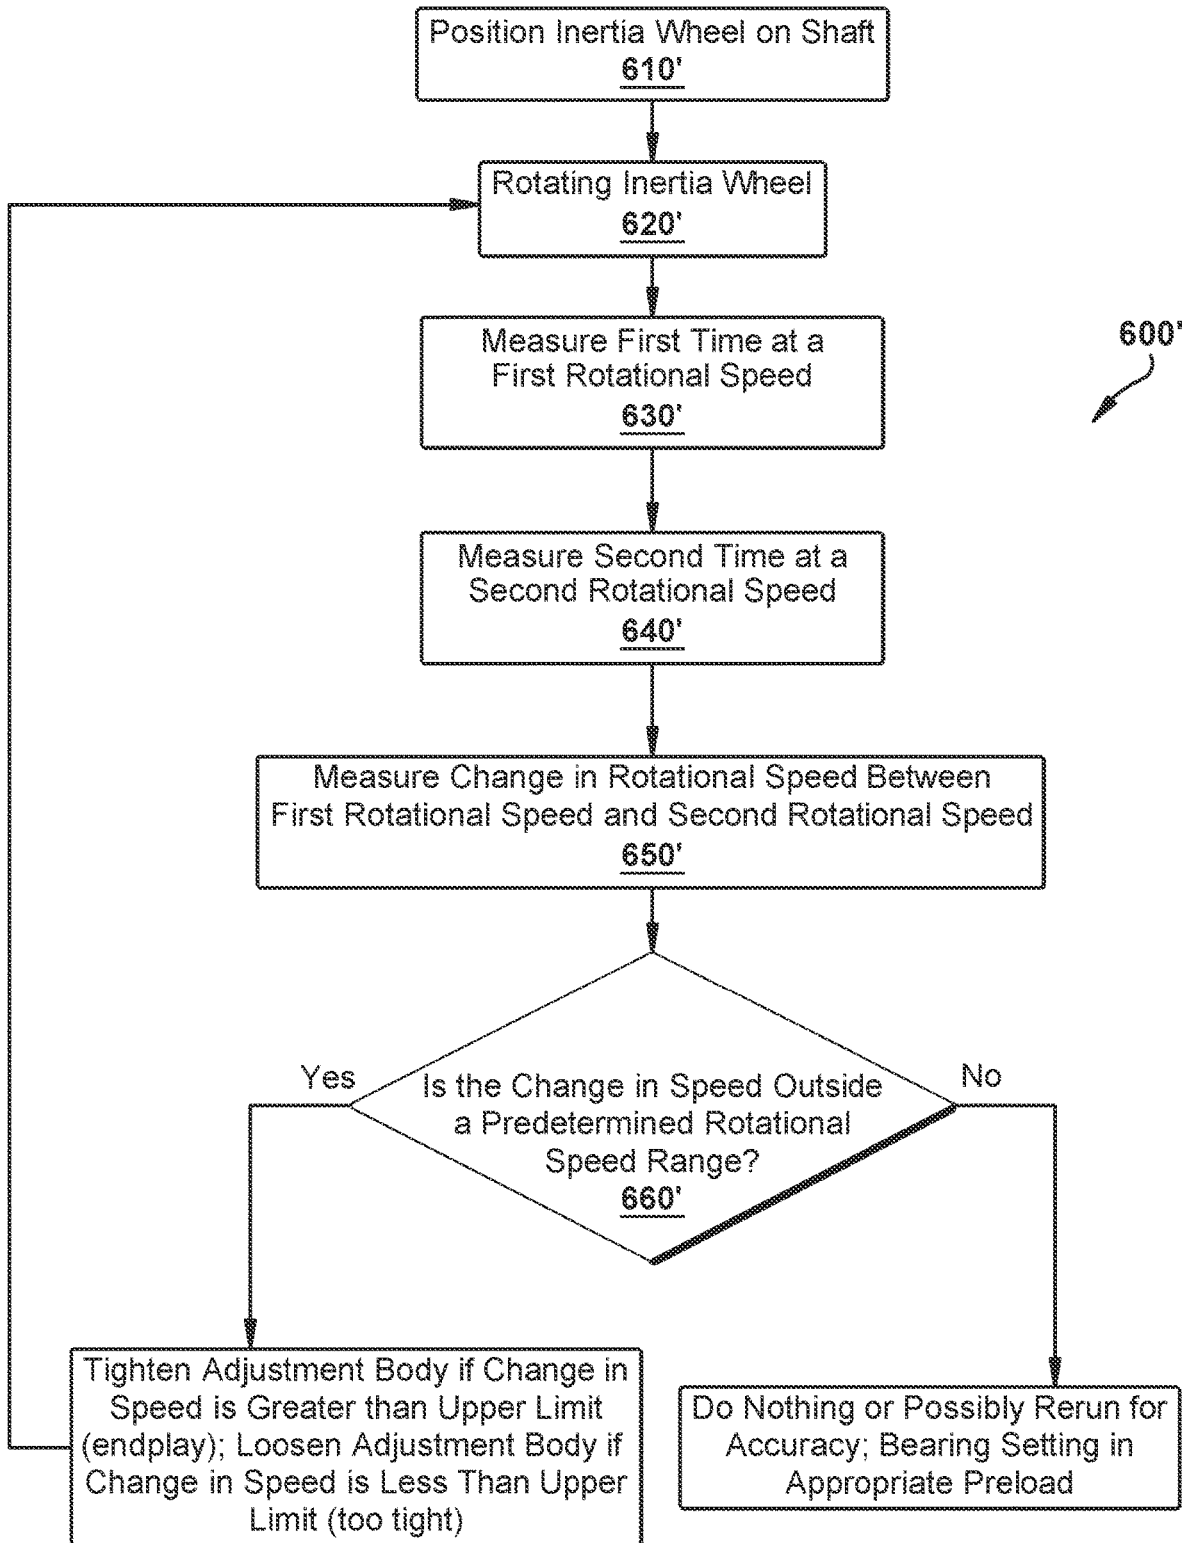 Position Inertia Wheel on Shaft
610'
Rotating Inertia Wheel
620'
Measure First Time at a
First Rotational Speed
630'
600'
Measure Second Time at a
Second Rotational Speed
640'
Measure Change in Rotational Speed Between
First Rotational Speed and Second Rotational Speed
650'
Yes
No
Is the Change in Speed Outside
a Predetermined Rotational
Speed Range?
660'
Tighten Adjustment Body if Change in
Speed is Greater than Upper Limit
(endplay); Loosen Adjustment Body if
Change in Speed is Less Than Upper
Limit (too tight)
Do Nothing or Possibly Rerun for
Accuracy; Bearing Setting in
Appropriate Preload